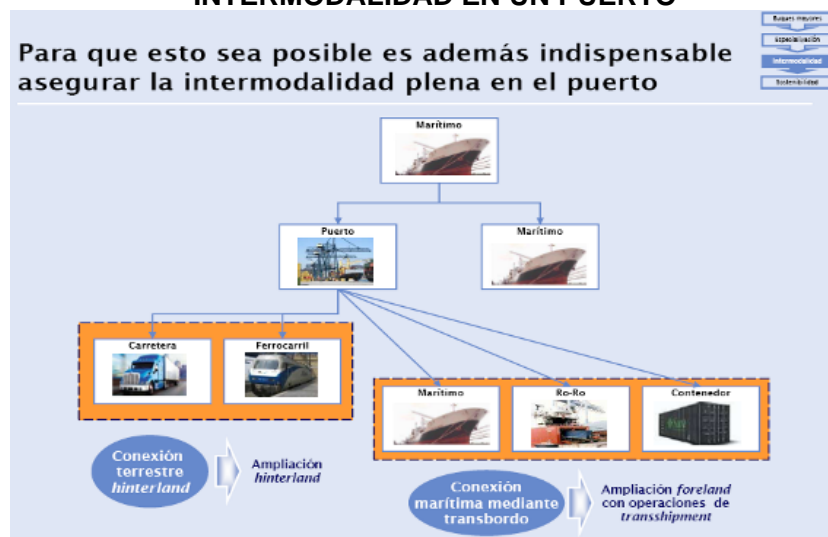 INTERMODALIDAD EN UN PUERTO
Buques mayores
Especialización
Intermodalidad
Sostenibilidad
Para que esto sea posible es además indispensable
asegurar la intermodalidad plena en el puerto
Marítimo
Puerto
Marítimo
Carretera
Ferrocarril
Marítimo
Ro-Ro
Contenedor
Conexión
terrestre
hinterland
Ampliación
hinterland
Conexión
marítima mediante
transbordo
Ampliación foreland
con operaciones de
transshipment